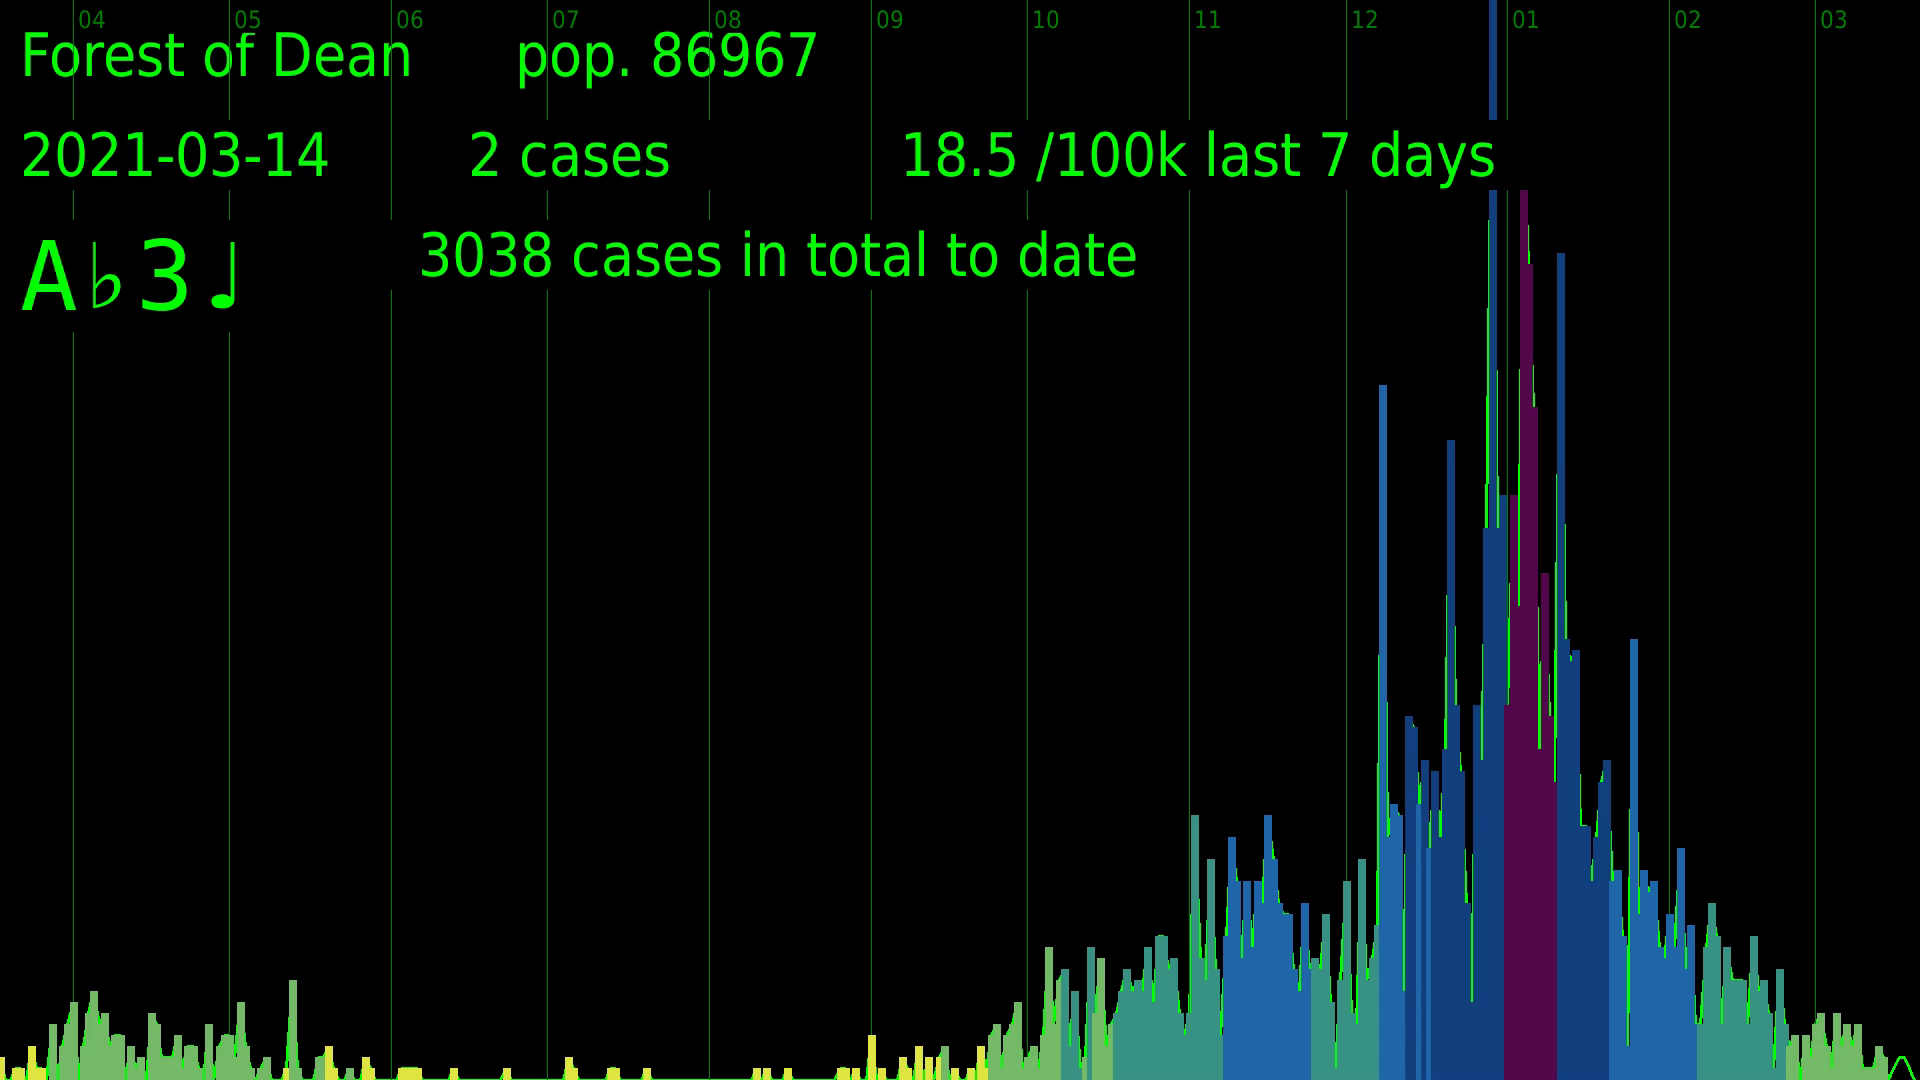 04 05 06 07 08 09 10 11 12 01 02 03
Forest of Dean pop. 86967
2021-03-14 2 cases 18.5 /100k last 7 days
3038 cases in total to date
A♭3♩